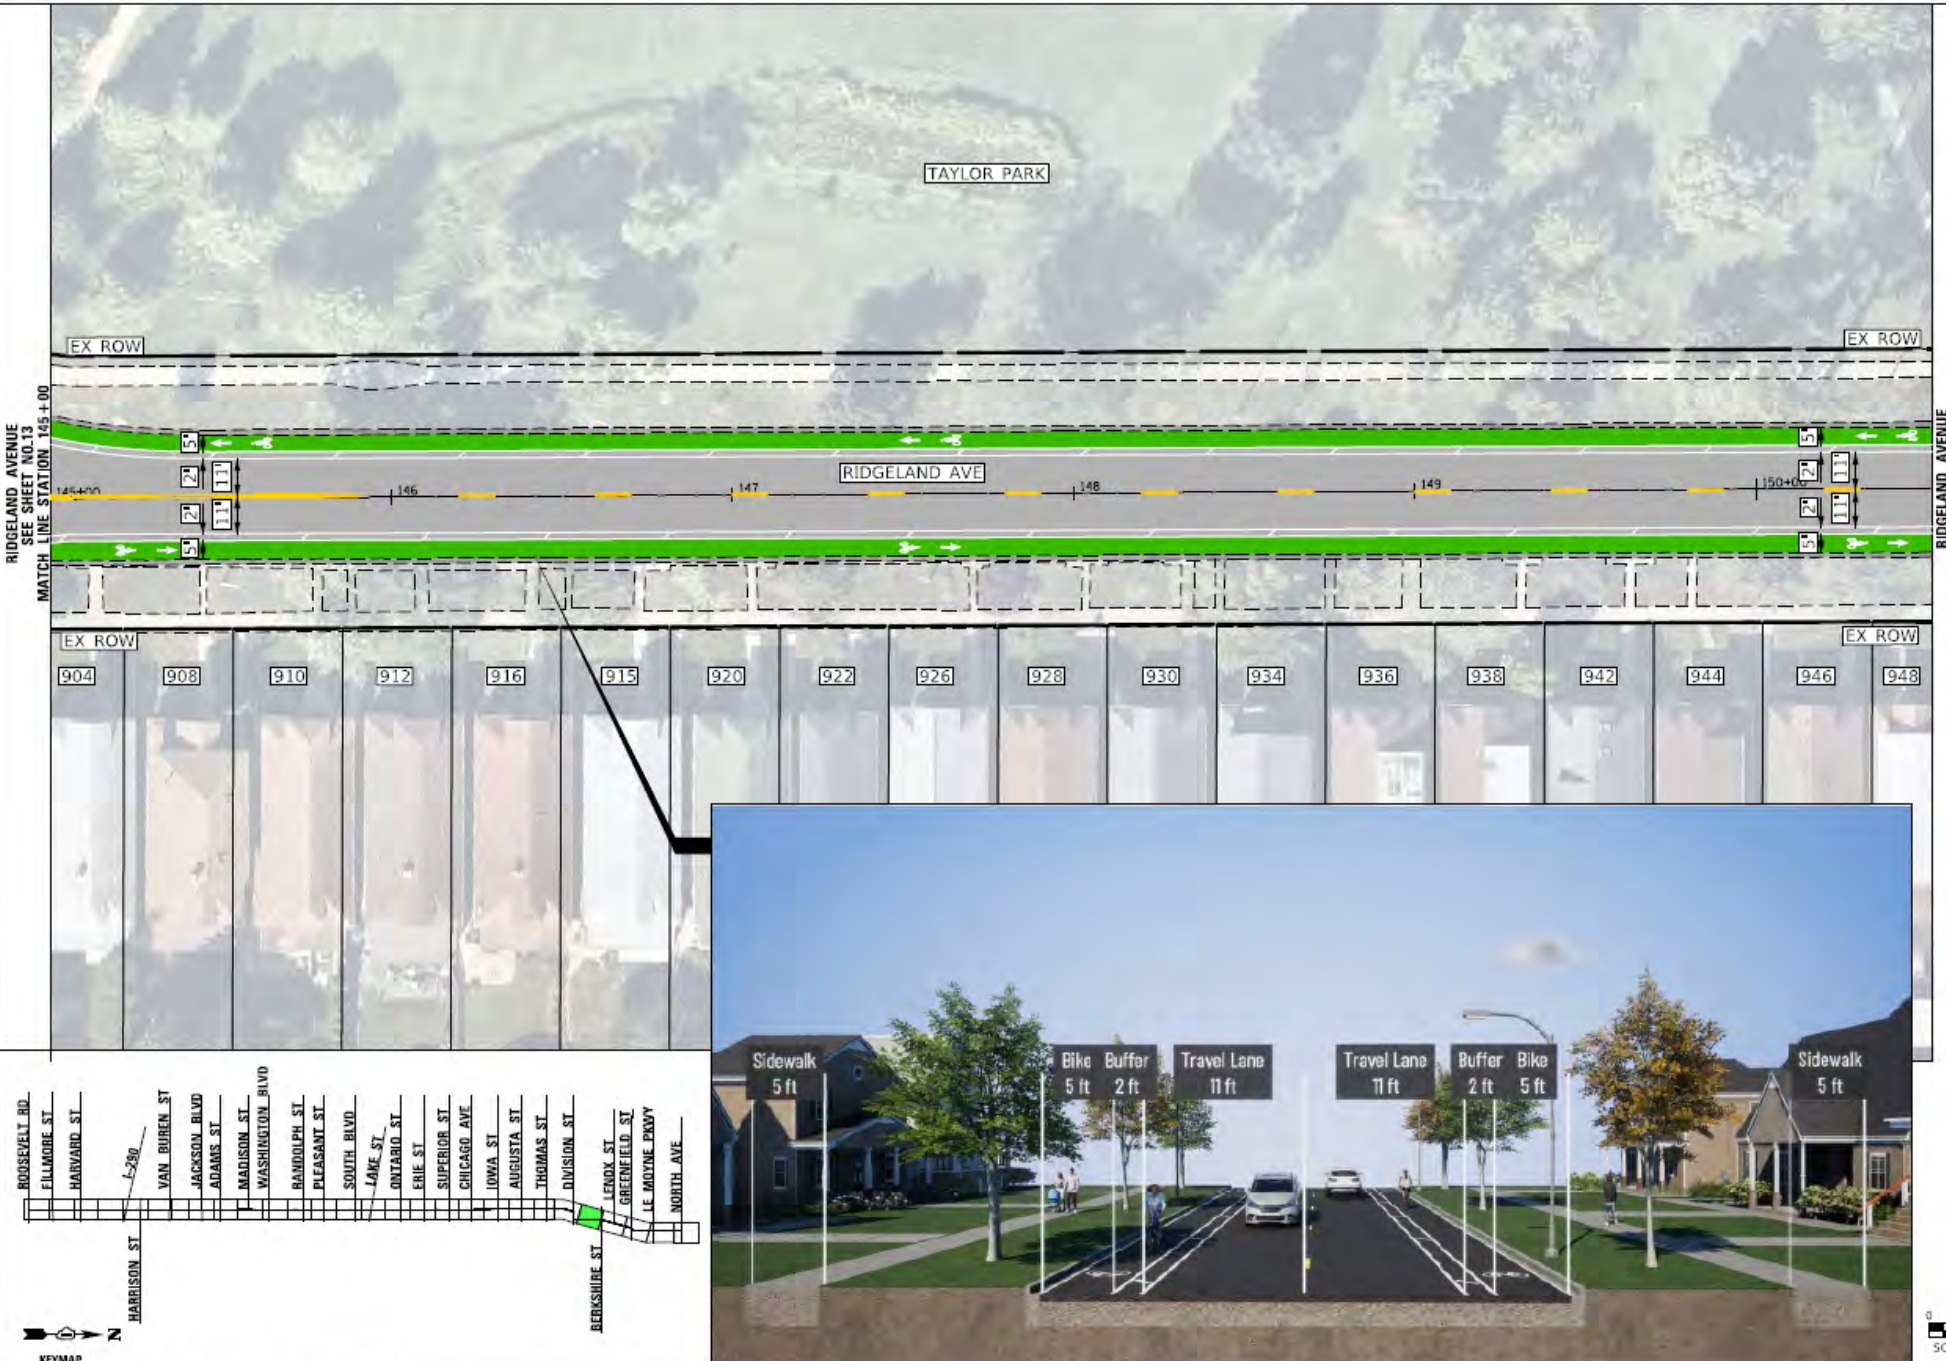 TAYLOR PARK
EX ROW
EX ROW
RIDGELAND AVENUE
SEE SHEET NO.13
MATCH LINE STATION 145+00
RIDGELAND AVENUE
5'
2'
11'
2'
11'
5'
RIDGELAND AVE
145+00
146
147
148
149
150+00
5'
2'
11'
2'
11'
5'
EX ROW
EX ROW
904
908
910
912
916
915
920
922
926
928
930
934
936
938
942
944
946
948
Sidewalk
5 ft
Bike
5 ft
Buffer
2 ft
Travel Lane
11 ft
Travel Lane
11 ft
Buffer
2 ft
Bike
5 ft
Sidewalk
5 ft
ROOSEVELT RD
FILLMORE ST
HARVARD ST
I-290
HARRISON ST
VAN BUREN ST
JACKSON BLVD
ADAMS ST
MADISON ST
WASHINGTON BLVD
RANDOLPH ST
PLEASANT ST
SOUTH BLVD
LAKE ST
ONTARIO ST
ERIE ST
SUPERIOR ST
CHICAGO AVE
IOWA ST
AUGUSTA ST
THOMAS ST
DIVISION ST
BERKSHIRE ST
LENOX ST
GREENFIELD ST
LE MOYNE PKWY
NORTH AVE
N
KEYMAP
0